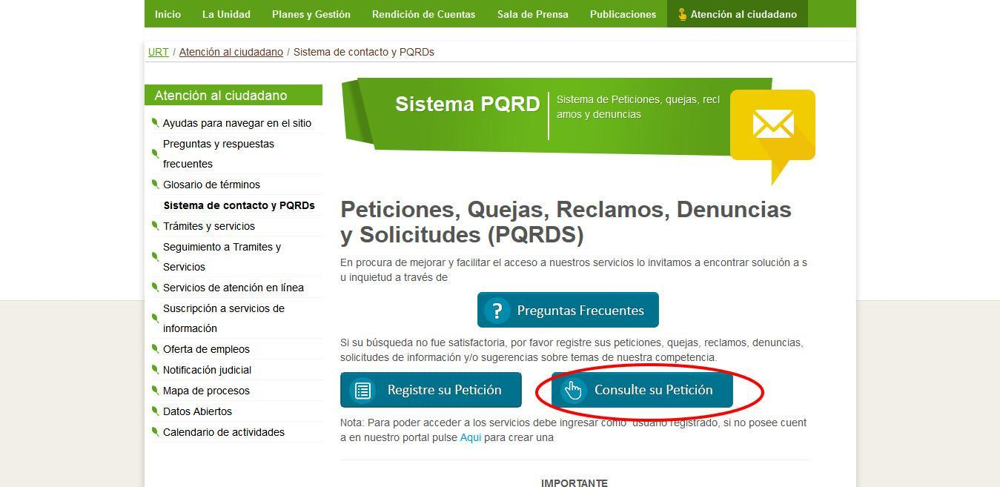 Inicio La Unidad Planes y Gestión Rendición de Cuentas Sala de Prensa Publicaciones Atención al ciudadano
URT / Atención al ciudadano / Sistema de contacto y PQRDs
Atención al ciudadano
Ayudas para navegar en el sitio
Preguntas y respuestas
frecuentes
Glosario de términos
Sistema de contacto y PQRDs
Trámites y servicios
Seguimiento a Tramites y
Servicios
Servicios de atención en línea
Suscripción a servicios de
información
Oferta de empleos
Notificación judicial
Mapa de procesos
Datos Abiertos
Calendario de actividades
Sistema PQRD
Sistema de Peticiones, quejas, recl
amos y denuncias
Peticiones, Quejas, Reclamos, Denuncias
y Solicitudes (PQRDS)
En procura de mejorar y facilitar el acceso a nuestros servicios lo invitamos a encontrar solución a s
u inquietud a través de
? Preguntas Frecuentes
Si su búsqueda no fue satisfactoria, por favor registre sus peticiones, quejas, reclamos, denuncias,
solicitudes de información y/o sugerencias sobre temas de nuestra competencia.
Registre su Petición
Consulte su Petición
Nota: Para poder acceder a los servicios debe ingresar como usuario registrado, si no posee cuent
a en nuestro portal pulse Aqui para crear una
IMPORTANTE